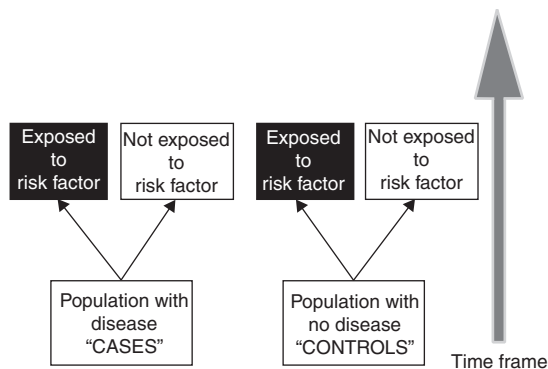 Exposed
to
risk factor
Not exposed
to
risk factor
Exposed
to
risk factor
Not exposed
to
risk factor
Population with
disease
“CASES”
Population with
no disease
“CONTROLS”
Time frame